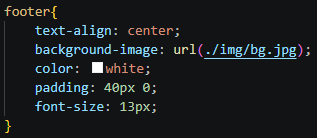 footer{
    text-align: center;
    background-image: url(./img/bg.jpg);
    color: white;
    padding: 40px 0;
    font-size: 13px;
}